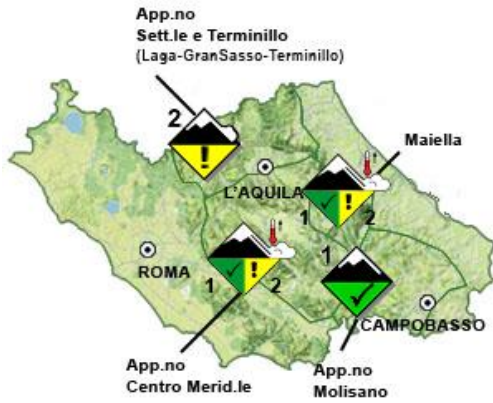 App.no
Sett.le e Terminillo
(Laga-GranSasso-Terminillo)
2
!
Maiella
L'AQUILA
!
1
2
ROMA
!
1
2
1
CAMPOBASSO
App.no
Centro Merid.le
App.no
Molisano